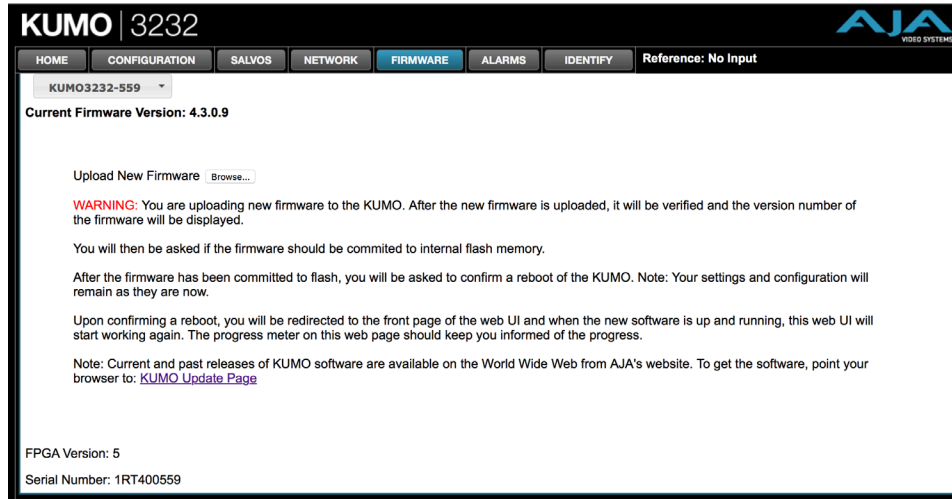 KUMO | 3232
AJA
VIDEO SYSTEMS
HOME CONFIGURATION SALVOS NETWORK FIRMWARE ALARMS IDENTIFY Reference: No Input
KUMO3232-559
Current Firmware Version: 4.3.0.9
Upload New Firmware Browse...
WARNING: You are uploading new firmware to the KUMO. After the new firmware is uploaded, it will be verified and the version number of
the firmware will be displayed.
You will then be asked if the firmware should be commited to internal flash memory.
After the firmware has been committed to flash, you will be asked to confirm a reboot of the KUMO. Note: Your settings and configuration will
remain as they are now.
Upon confirming a reboot, you will be redirected to the front page of the web UI and when the new software is up and running, this web UI will
start working again. The progress meter on this web page should keep you informed of the progress.
Note: Current and past releases of KUMO software are available on the World Wide Web from AJA's website. To get the software, point your
browser to: KUMO Update Page
FPGA Version: 5
Serial Number: 1RT400559